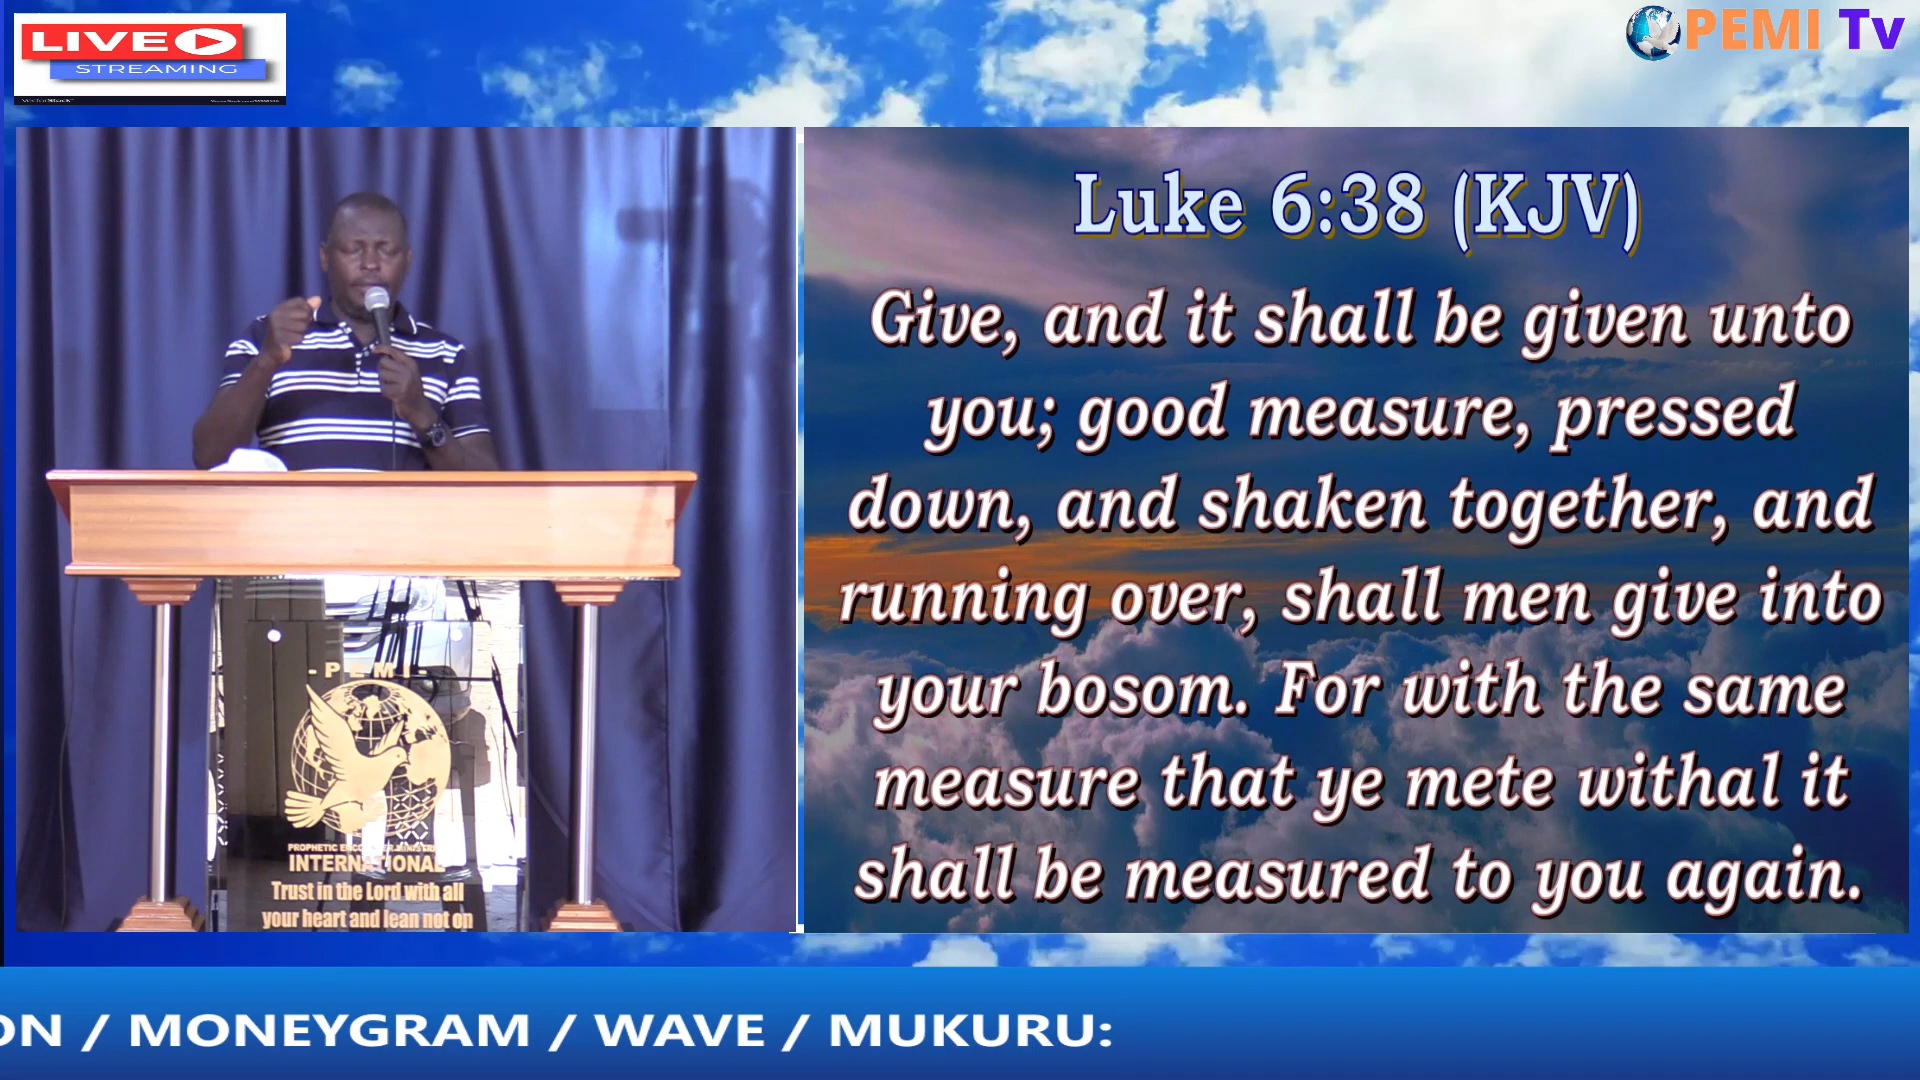 LIVE
STREAMING
VectorStock
PEMI Tv
Luke 6:38 (KJV)
Give, and it shall be given unto
you; good measure, pressed
down, and shaken together, and
running over, shall men give into
your bosom. For with the same
measure that ye mete withal it
shall be measured to you again.
- P E M I -
PROPHETIC
INTERNATIONAL
Trust in the Lord with all
your heart and lean not on
ON / MONEYGRAM / WAVE / MUKURU: